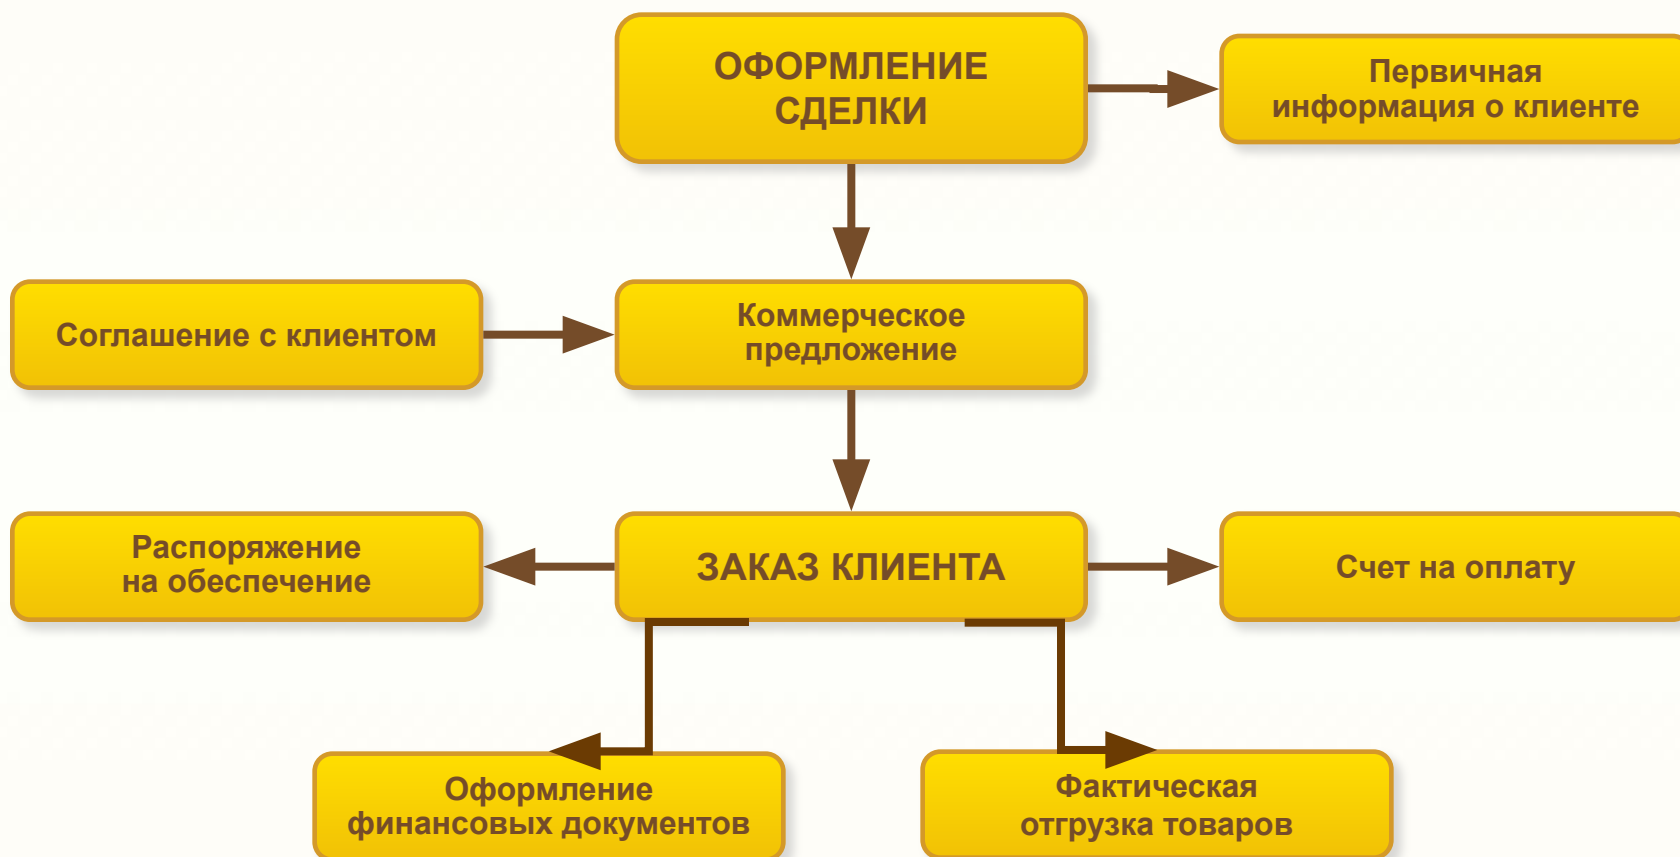 ОФОРМЛЕНИЕ
СДЕЛКИ
Первичная
информация о клиенте
Соглашение с клиентом
Коммерческое
предложение
Распоряжение
на обеспечение
ЗАКАЗ КЛИЕНТА
Счет на оплату
Оформление
финансовых документов
Фактическая
отгрузка товаров